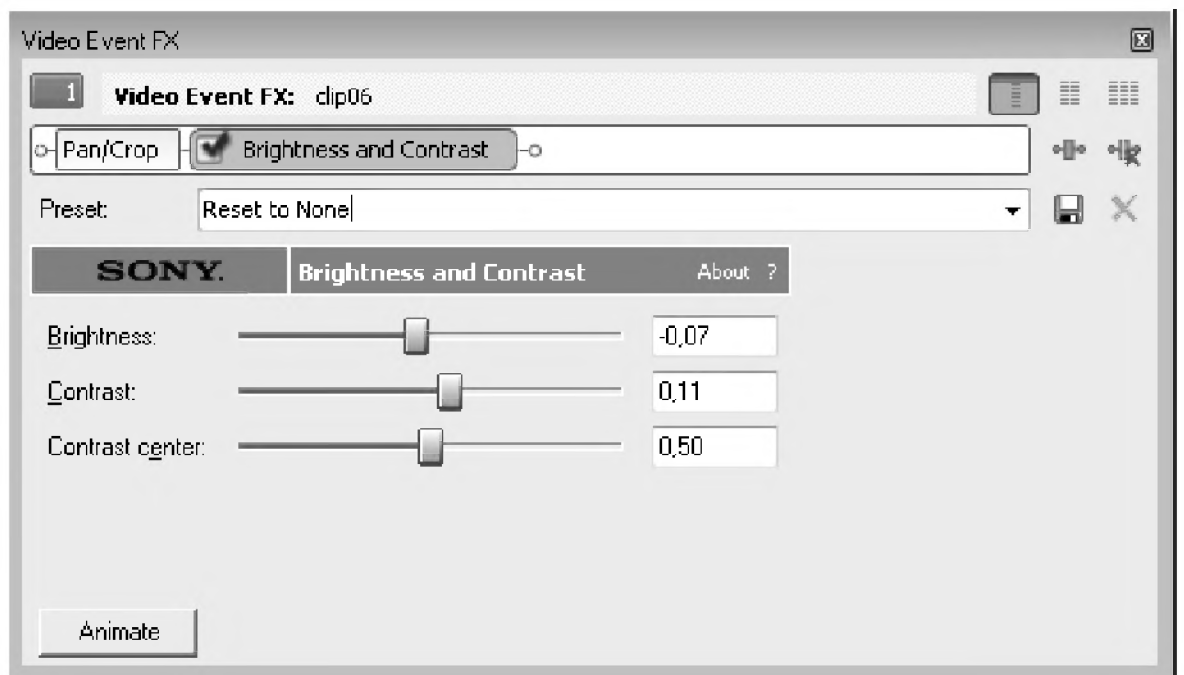 Video Event FX
1 Video Event FX: clip06
Pan/Crop Brightness and Contrast
Preset: Reset to None
SONY. Brightness and Contrast About ?
Brightness: -0,07
Contrast: 0,11
Contrast center: 0,50
Animate